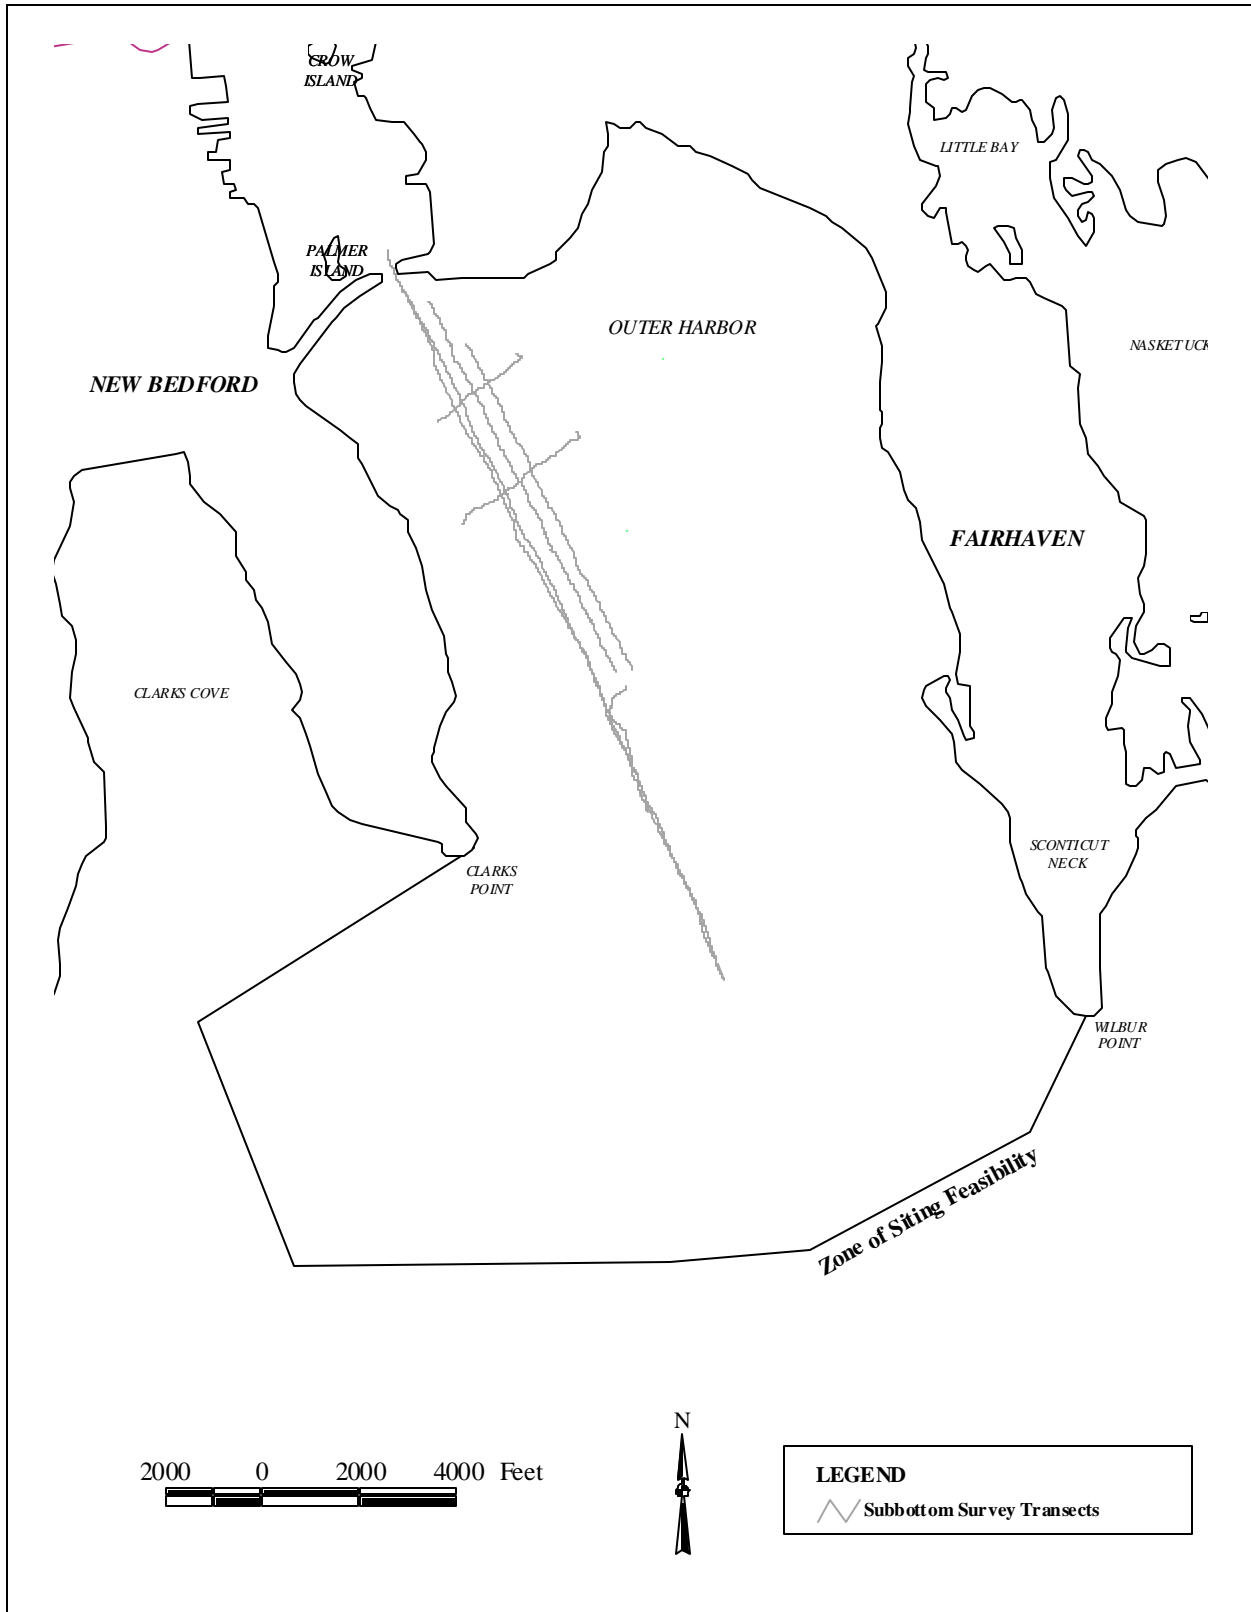 CROW
ISLAND
LITTLE BAY
PALMER
ISLAND
OUTER HARBOR
NASKETUCK
NEW BEDFORD
FAIRHAVEN
CLARKS COVE
SCONTICUT
NECK
CLARKS
POINT
WILBUR
POINT
Zone of Siting Feasibility
N
2000 0 2000 4000 Feet
LEGEND
Subbottom Survey Transects